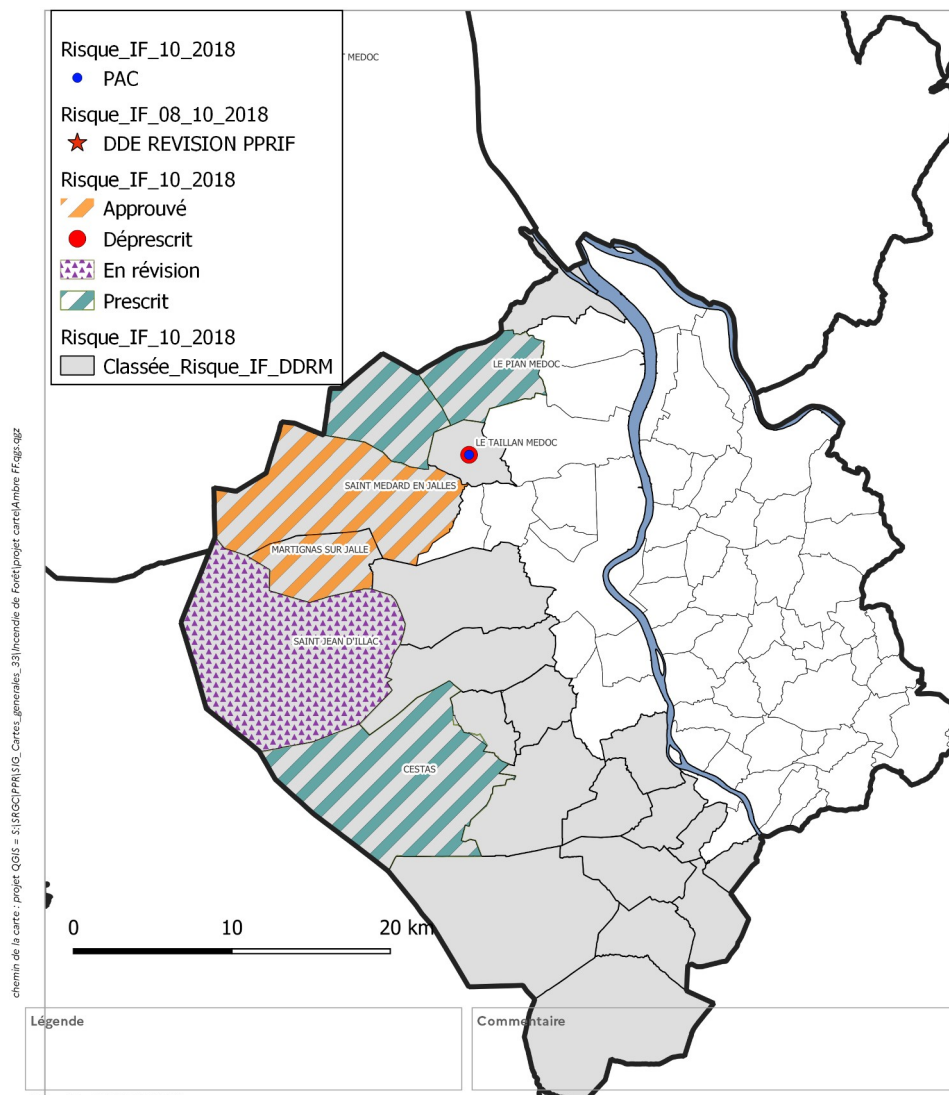 Risque_IF_10_2018
PAC
Risque_IF_08_10_2018
DDE REVISION PPRIF
Risque_IF_10_2018
Approuvé
Déprescrit
En révision
Prescrit
Risque_IF_10_2018
Classée_Risque_IF_DDRM
MEDOC
LE PIAN MEDOC
LE TAILLAN MEDOC
SAINT MEDARD EN JALLES
MARTIGNAS SUR JALLE
SAINT JEAN D'ILLAC
CESTAS
0 10 20 km
chemin de la carte : projet QGIS = S:\SRGC\PPR\SIG_Cartes_generales_33\Incendie de Forêt\projet carte\Ambre FF.qgs.qgz
Légende
Commentaire